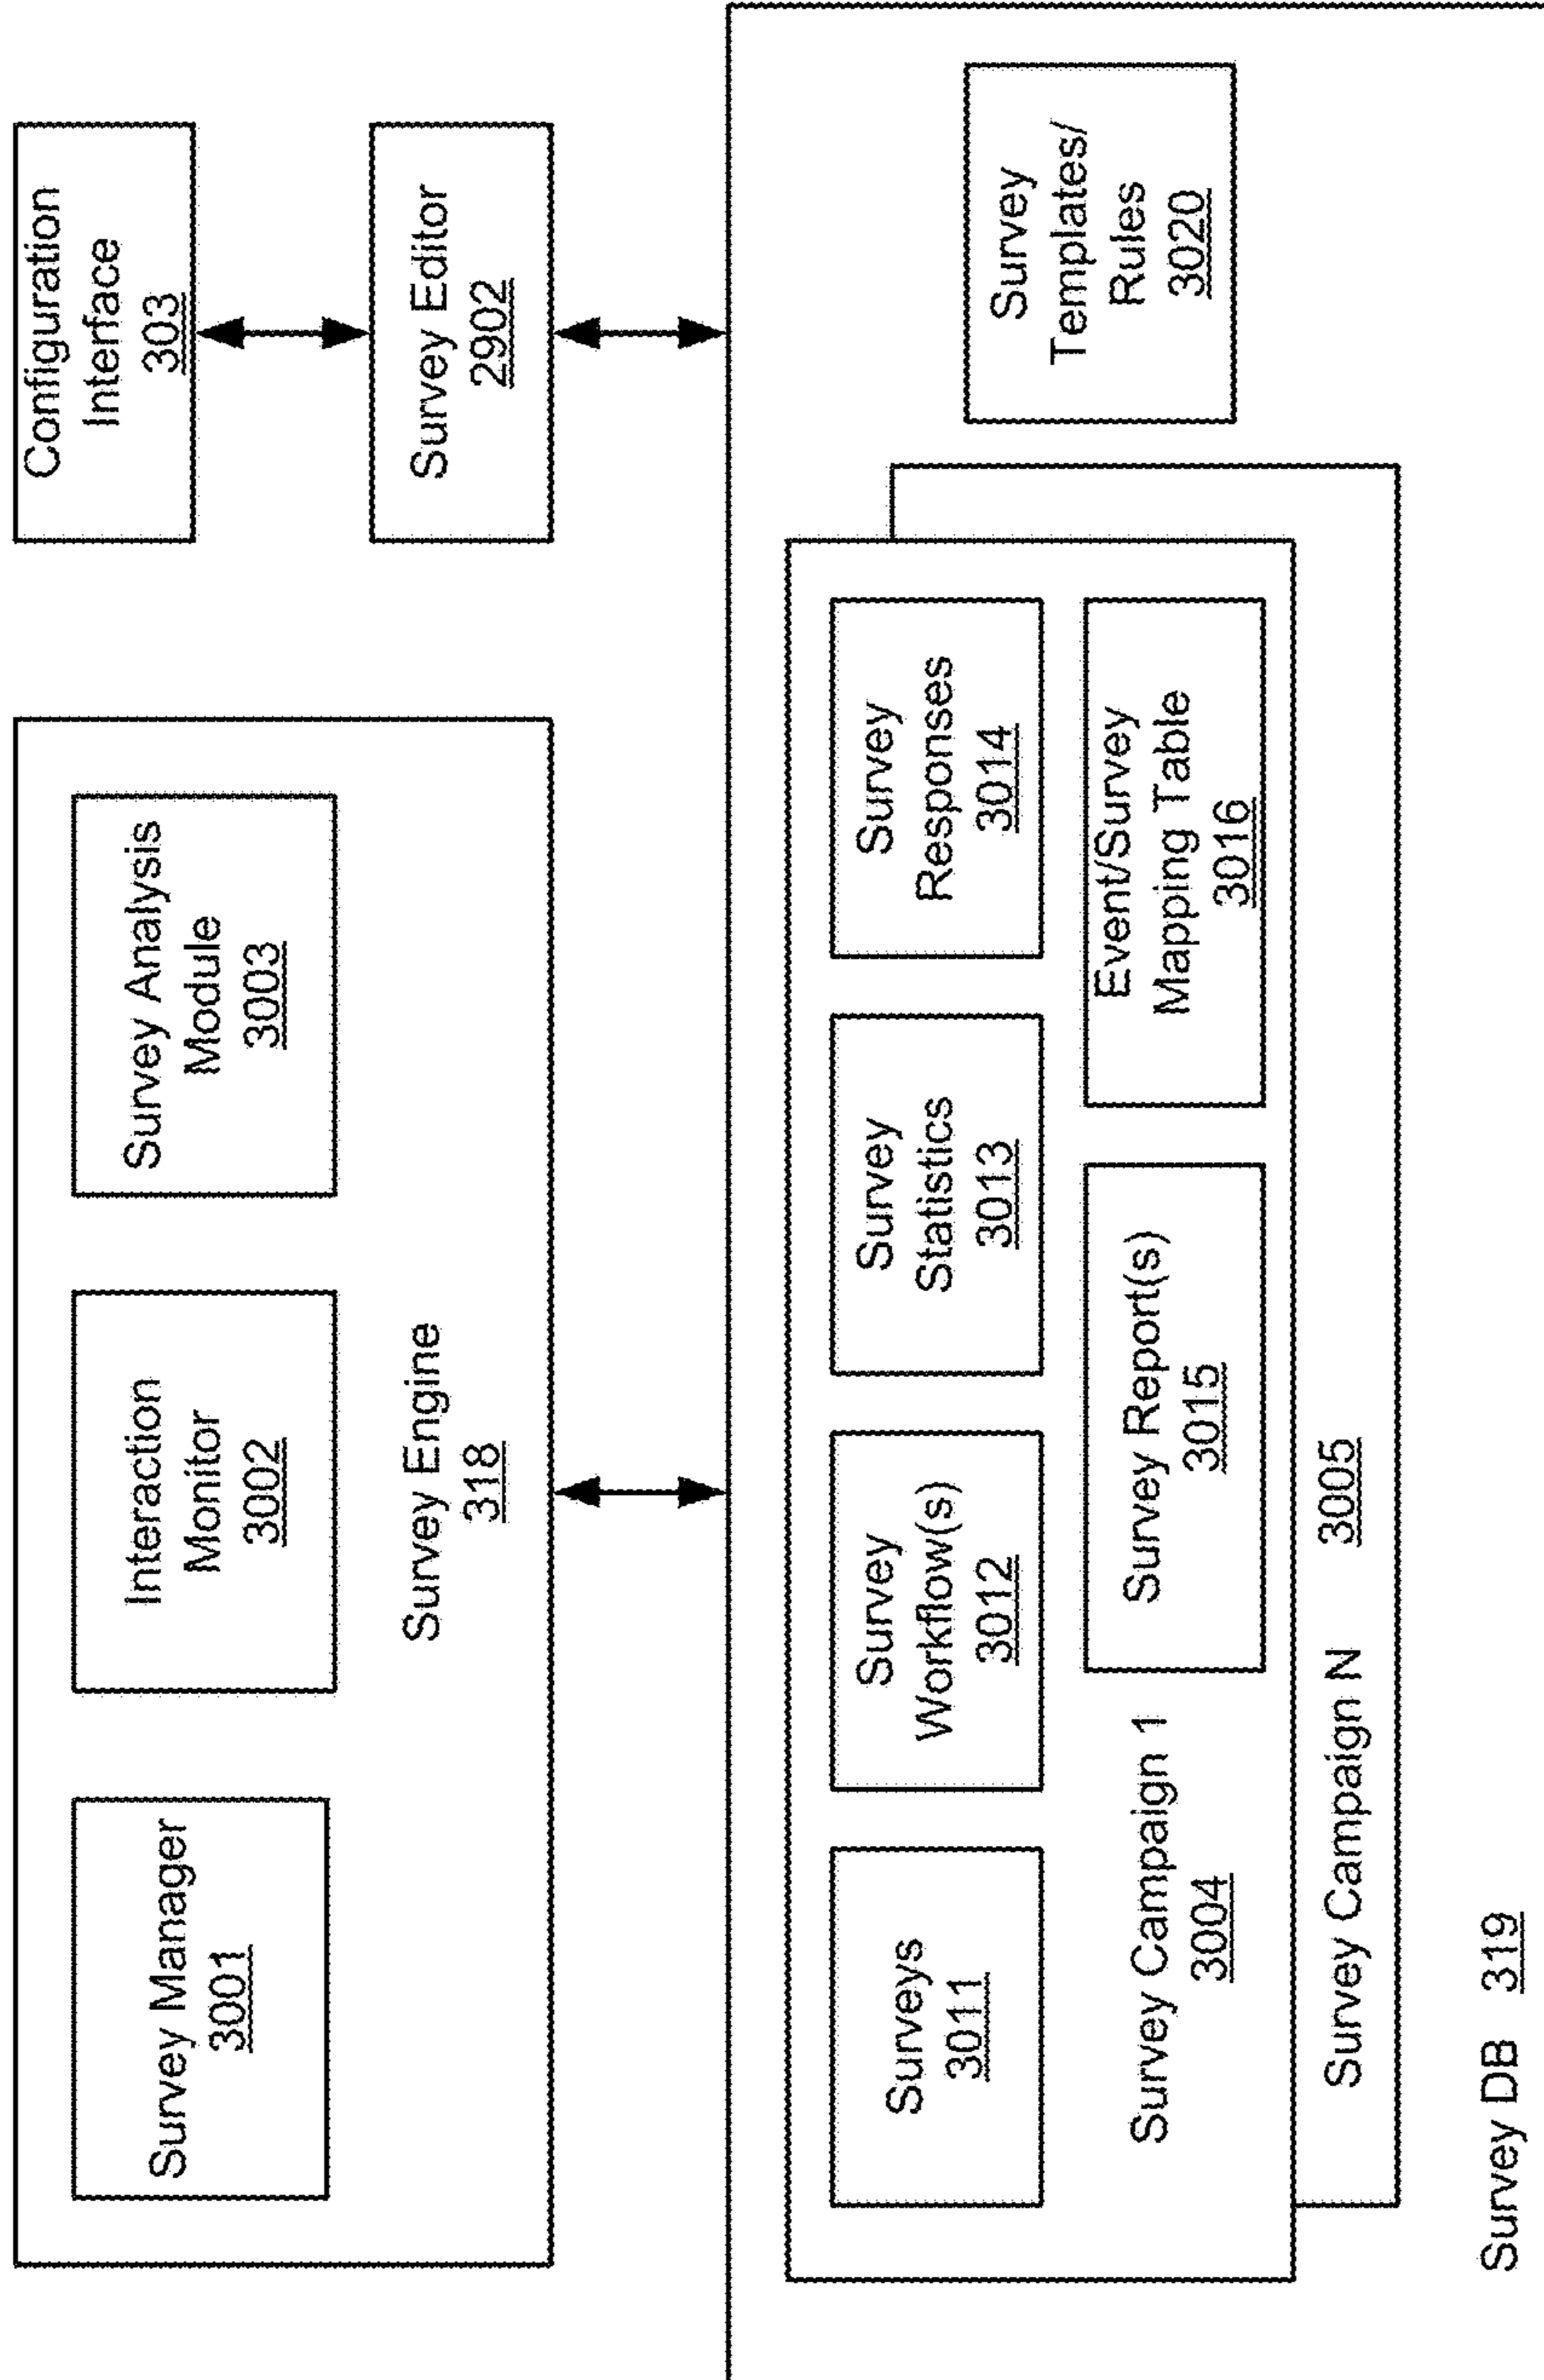 Survey Manager
3001
Interaction
Monitor
3002
Survey Analysis
Module
3003
Survey Engine
318
Configuration
Interface
303
Survey Editor
2902
Surveys
3011
Survey
Workflow(s)
3012
Survey
Statistics
3013
Survey
Responses
3014
Survey Campaign 1
3004
Survey Report(s)
3015
Event/Survey
Mapping Table
3016
Survey Campaign N 3005
Survey
Templates/
Rules
3020
Survey DB 319